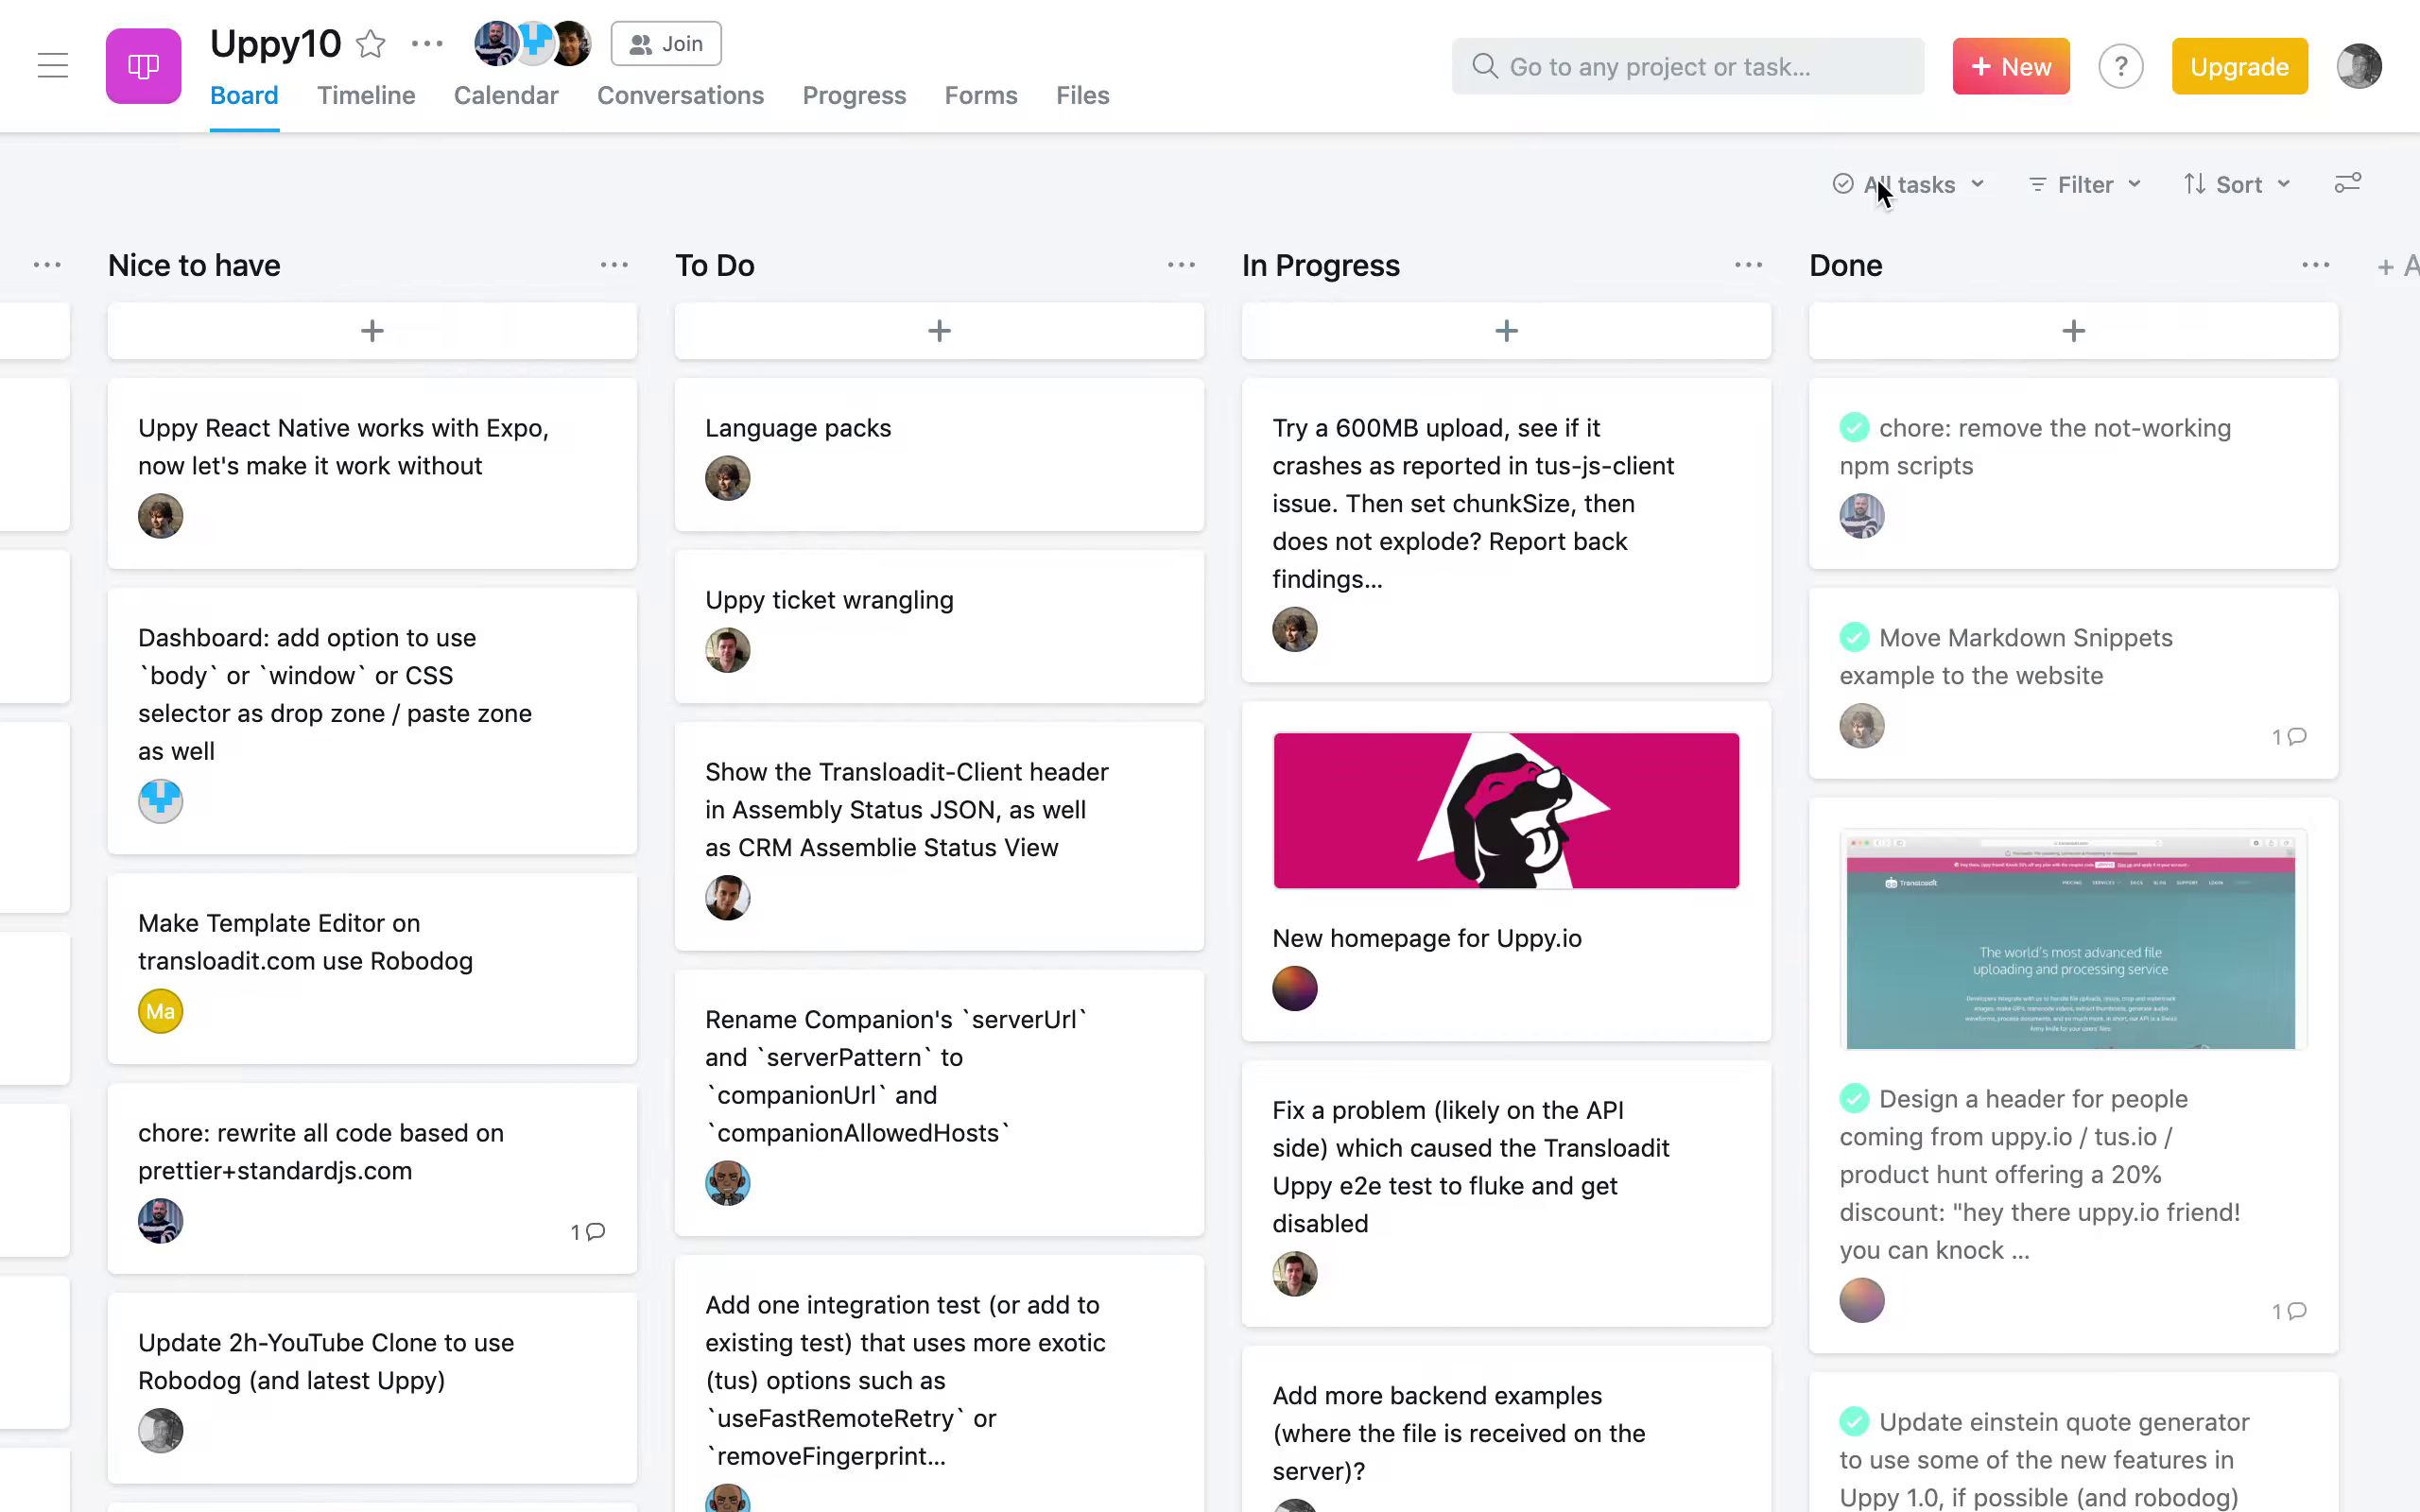 Uppy10
Join
Board
Timeline
Calendar
Conversations
Progress
Forms
Files
Go to any project or task...
+ New
?
Upgrade
All tasks
Filter
Sort
Nice to have
Uppy React Native works with Expo,
now let's make it work without
Dashboard: add option to use
`body` or `window` or CSS
selector as drop zone / paste zone
as well
Make Template Editor on
transloadit.com use Robodog
Ma
chore: rewrite all code based on
prettier+standardjs.com
1
Update 2h-YouTube Clone to use
Robodog (and latest Uppy)
To Do
Language packs
Uppy ticket wrangling
Show the Transloadit-Client header
in Assembly Status JSON, as well
as CRM Assemblie Status View
Rename Companion's `serverUrl`
and `serverPattern` to
`companionUrl` and
`companionAllowedHosts`
Add one integration test (or add to
existing test) that uses more exotic
(tus) options such as
`useFastRemoteRetry` or
`removeFingerprint...
In Progress
Try a 600MB upload, see if it
crashes as reported in tus-js-client
issue. Then set chunkSize, then
does not explode? Report back
findings...
New homepage for Uppy.io
Fix a problem (likely on the API
side) which caused the Transloadit
Uppy e2e test to fluke and get
disabled
Add more backend examples
(where the file is received on the
server)?
Done
chore: remove the not-working
npm scripts
Move Markdown Snippets
example to the website
1
Transloadit
PRICING
SERVICES
DOCS
BLOG
SUPPORT
LOGIN
The world's most advanced file
uploading and processing service
Design a header for people
coming from uppy.io / tus.io /
product hunt offering a 20%
discount: "hey there uppy.io friend!
you can knock ...
1
Update einstein quote generator
to use some of the new features in
Uppy 1.0, if possible (and robodog)
+ A